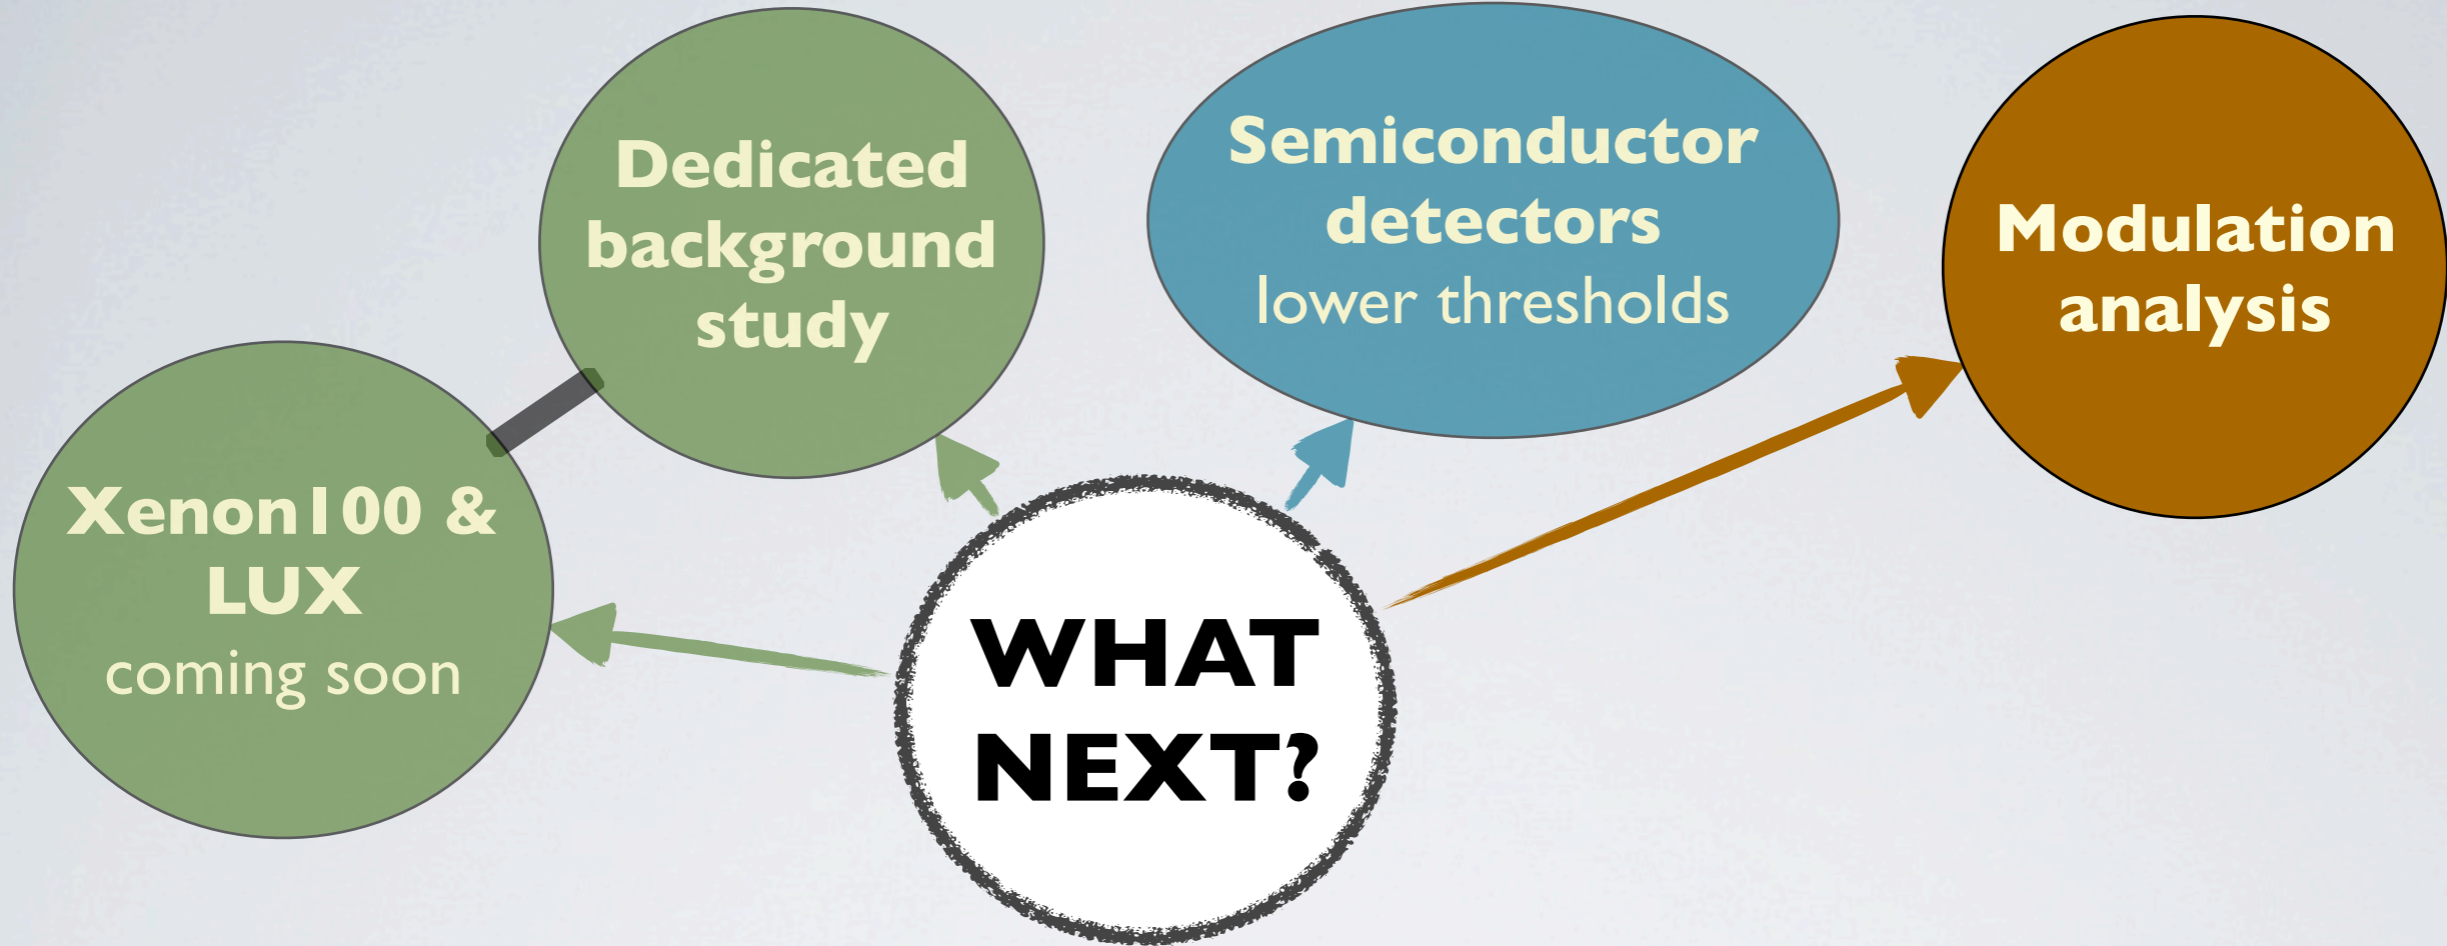 Dedicated
background
study
Semiconductor
detectors
lower thresholds
Modulation
analysis
Xenon100 &
LUX
coming soon
WHAT
NEXT?